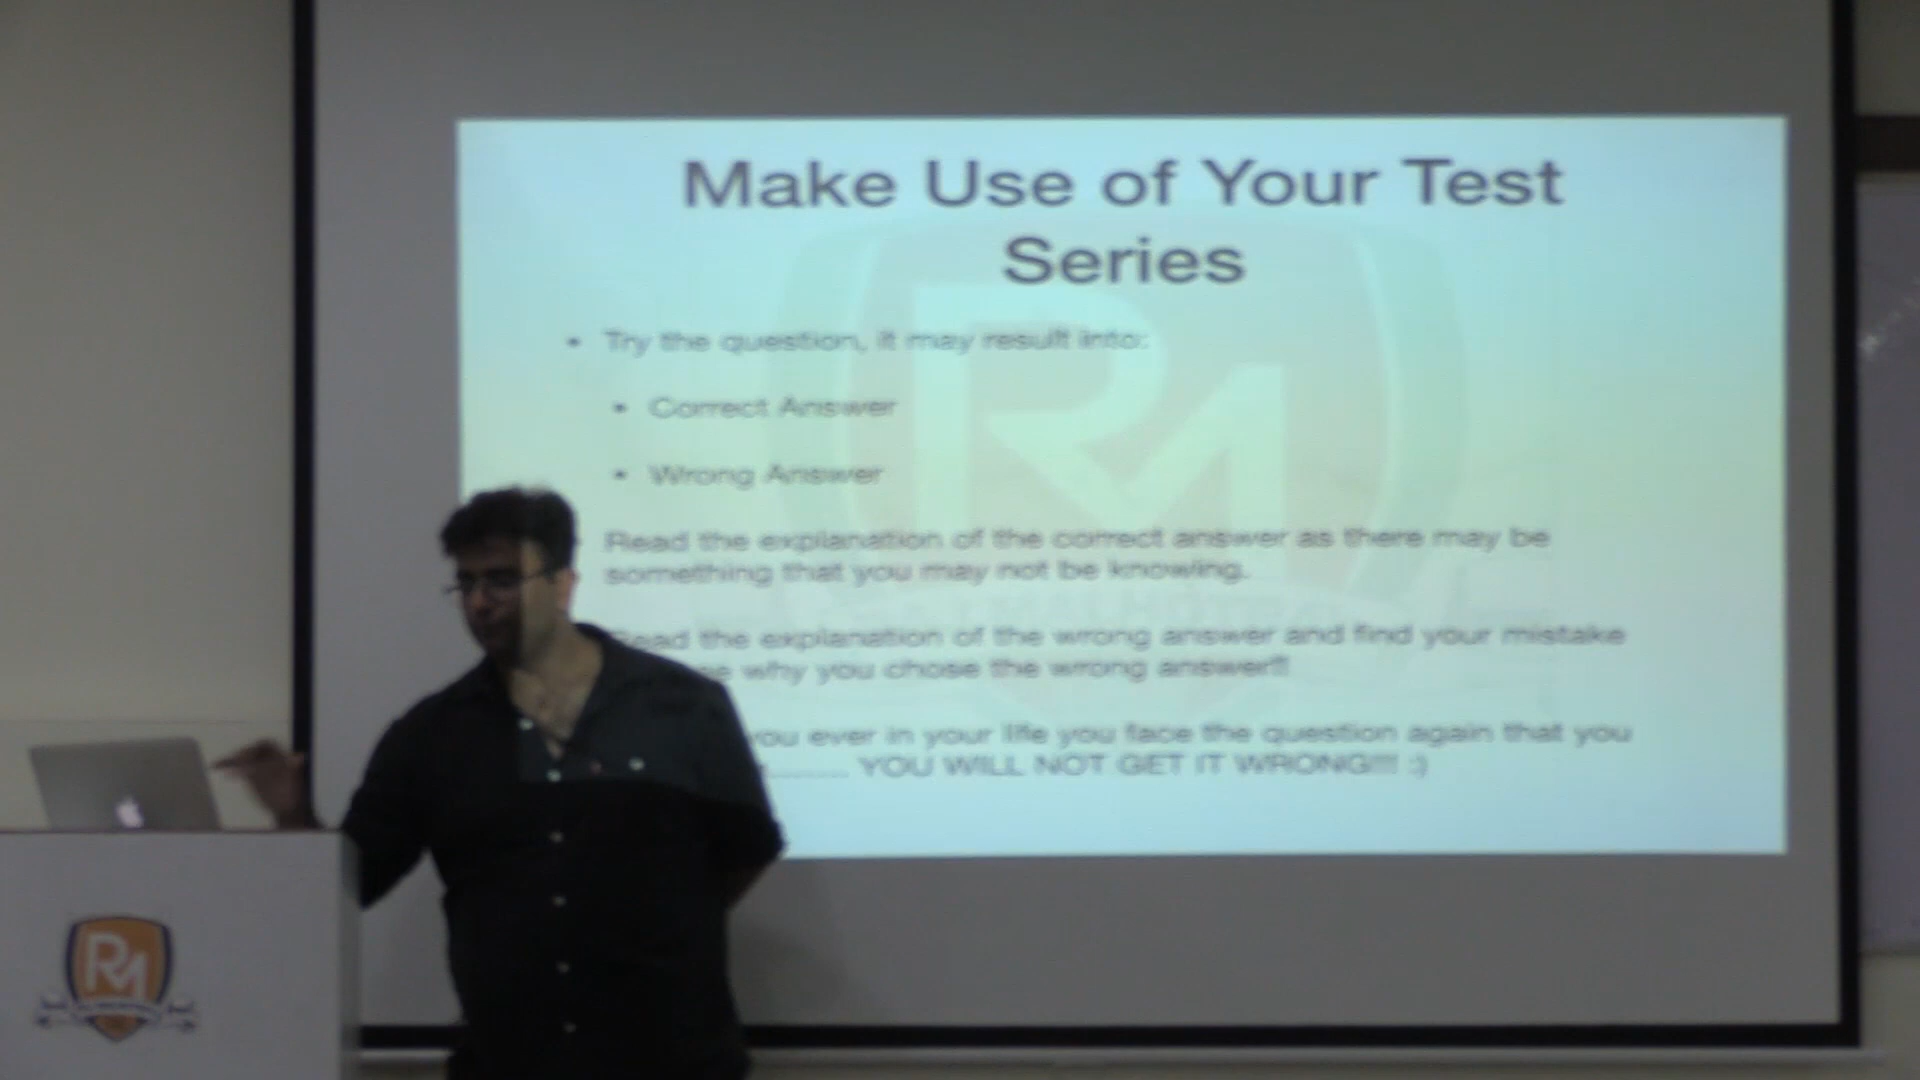 Make Use of Your Test
Series
• Try the question, it may result into:
• Correct Answer
• Wrong Answer
Read the explanation of the correct answer as there may be
something that you may not be knowing.
Read the explanation of the wrong answer and find your mistake
why you chose the wrong answer!!
you ever in your life you face the question again that you
......... YOU WILL NOT GET IT WRONG!!!! :)
RM